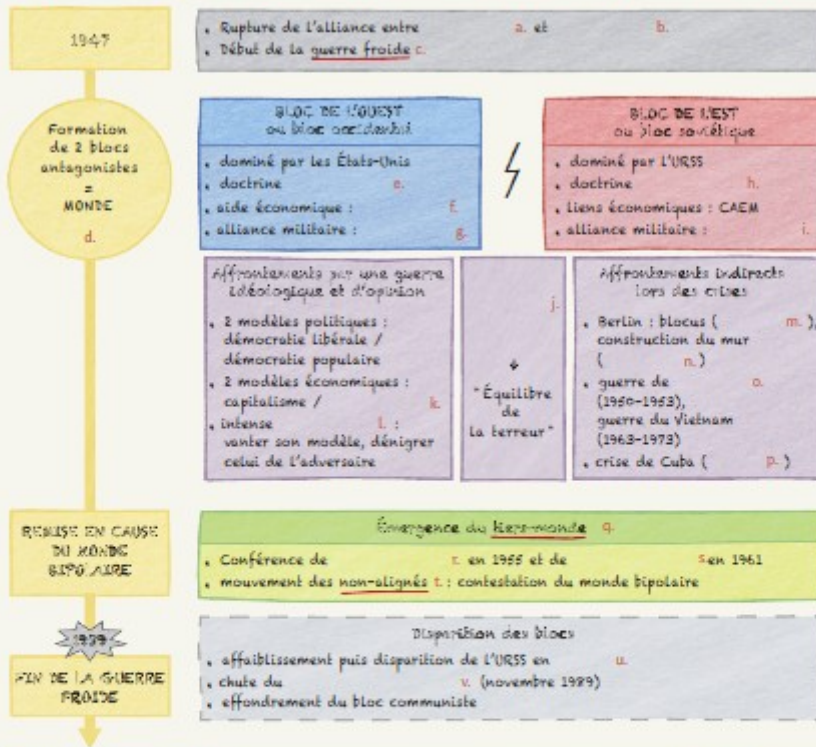 1947
• Rupture de l'alliance entre a. et b.
• Début de la guerre froide c.
Formation
de 2 blocs
antagonistes
=
MONDE
d.
BLOC DE L'OUEST
ou bloc occidental
• dominé par les États-Unis
• doctrine e.
• aide économique : f.
• alliance militaire : g.
BLOC DE L'EST
ou bloc soviétique
• dominé par l'URSS
• doctrine h.
• liens économiques : CAEM
• alliance militaire : i.
Affrontements par une guerre
idéologique et d'opinion
• 2 modèles politiques :
démocratie libérale /
démocratie populaire
• 2 modèles économiques :
capitalisme / k.
• intense l. :
vanter son modèle, dénigrer
celui de l'adversaire
j.
"Équilibre
de
la terreur"
Affrontements indirects
lors des crises
• Berlin : blocus ( m. ),
construction du mur
( n. )
• guerre de o.
(1950-1953),
guerre du Vietnam
(1963-1973)
• crise de Cuba ( p. )
REMISE EN CAUSE
DU MONDE
BIPOLAIRE
Émergence du tiers-monde q.
• Conférence de r. en 1955 et de s. en 1961
• mouvement des non-alignés t. : contestation du monde bipolaire
1989
FIN DE LA GUERRE
FROIDE
Disparition des blocs
• affaiblissement puis disparition de l'URSS en u.
• chute du v. (novembre 1989)
• effondrement du bloc communiste